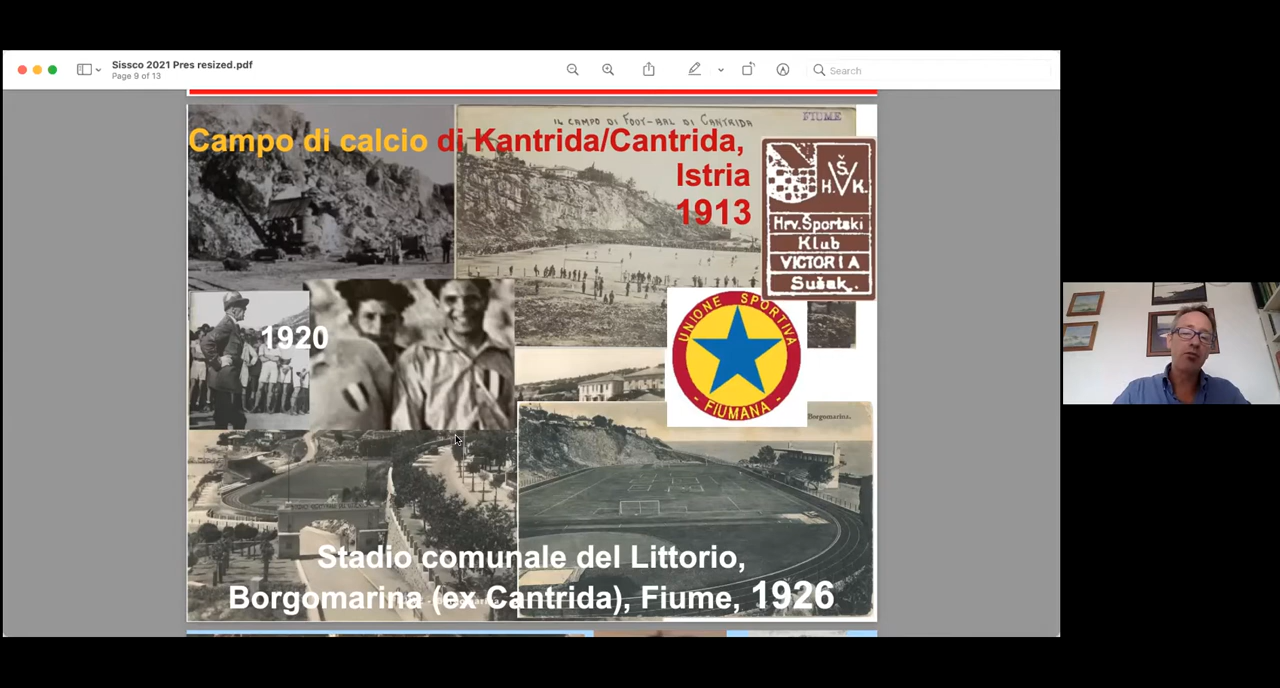 Sissco 2021 Pres resized.pdf
Page 9 of 13
Search
IL CAMPO DI FOOT-BAL DI CANTRIDA
FIUME
Campo di calcio di Kantrida/Cantrida,
Istria
1913
Š
H. V K.
Hrv. Športski
Klub
VICTORIA
Sušak.
1920
UNIONE SPORTIVA
- FIUMANA -
Borgomarina.
Stadio comunale del Littorio,
Borgomarina (ex Cantrida), Fiume, 1926